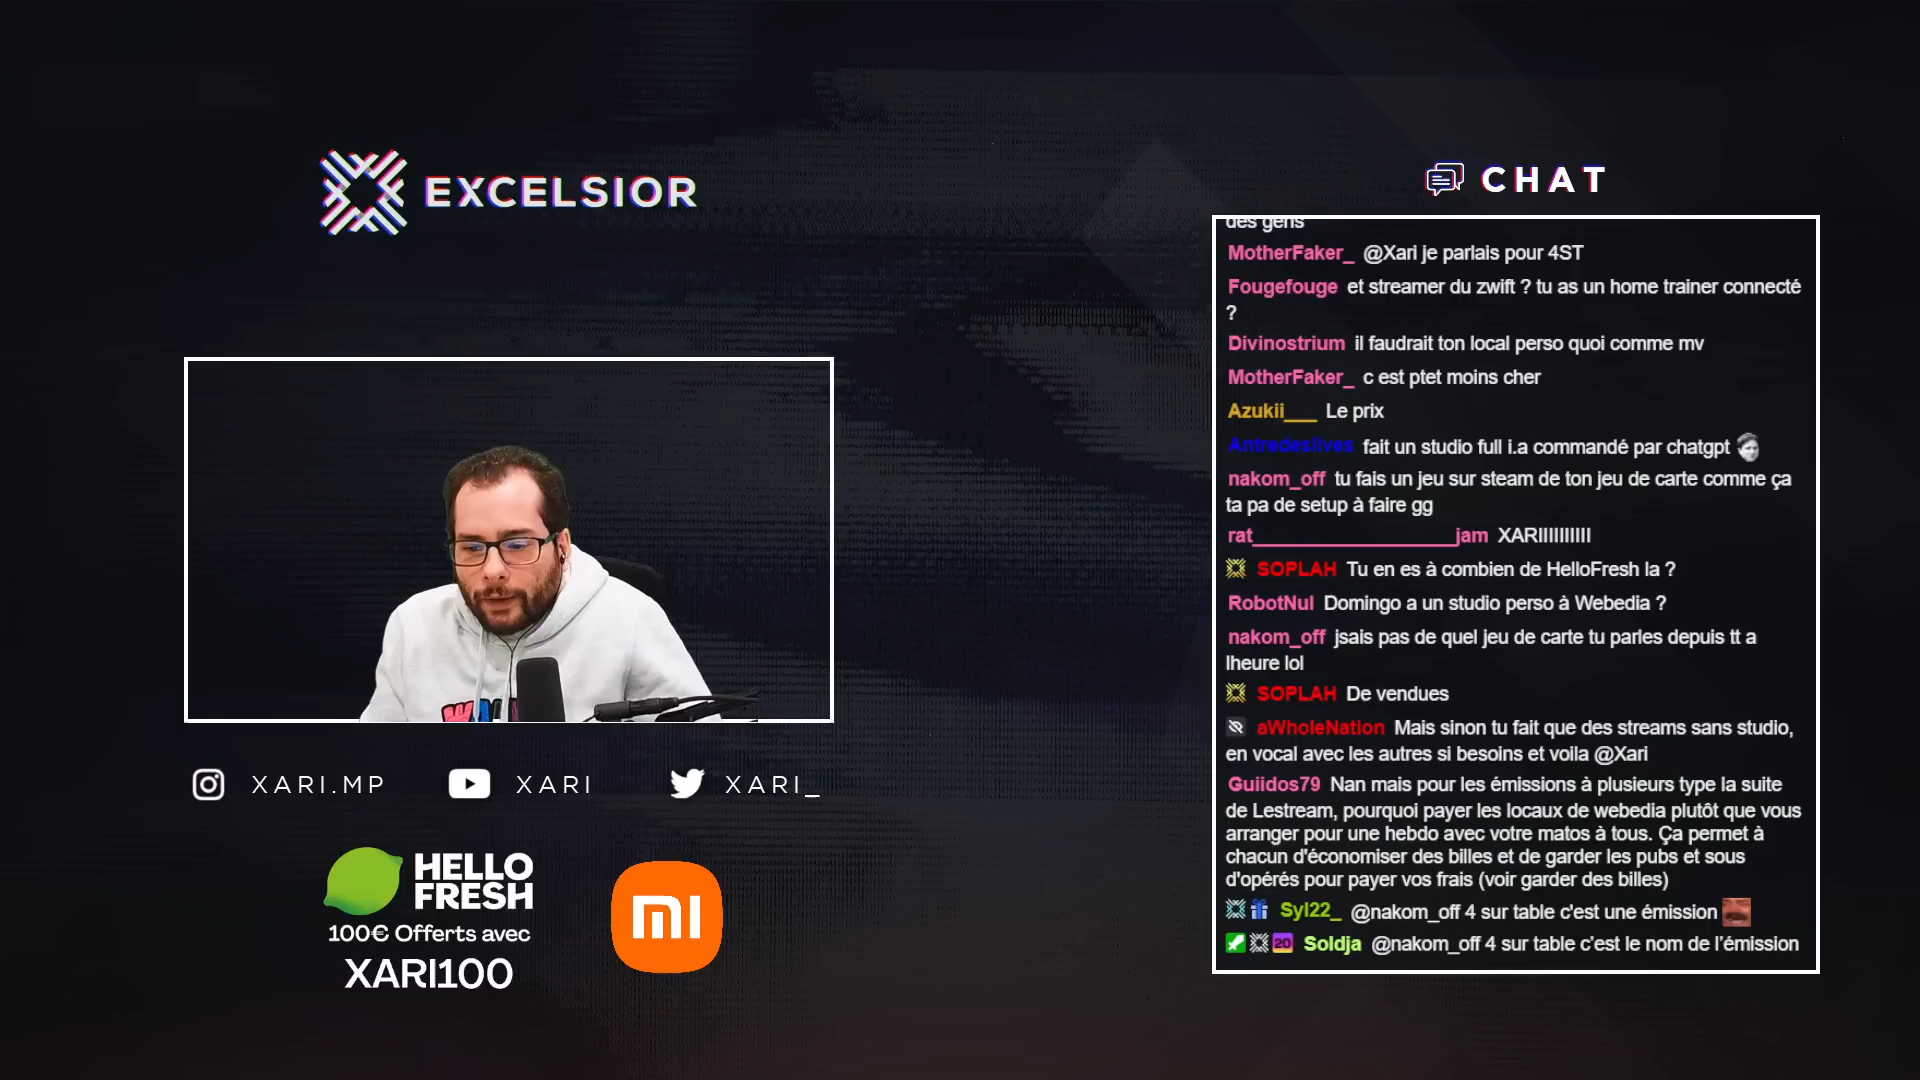 EXCELSIOR
XARI.MP
XARI
XARI_
HELLO
FRESH
100€ Offerts avec
XARI100
mi
CHAT
des gens
MotherFaker_ @Xari je parlais pour 4ST
Fougefouge et streamer du zwift ? tu as un home trainer connecté
?
Divinostrium il faudrait ton local perso quoi comme mv
MotherFaker_ c est ptet moins cher
Azukii___ Le prix
Antredesilves fait un studio full i.a commandé par chatgpt
nakom_off tu fais un jeu sur steam de ton jeu de carte comme ça
ta pa de setup à faire gg
rat___________________jam XARIIIIIIIIII
SOPLAH Tu en es à combien de HelloFresh la ?
RobotNul Domingo a un studio perso à Webedia ?
nakom_off jsais pas de quel jeu de carte tu parles depuis tt a
lheure lol
SOPLAH De vendues
aWholeNation Mais sinon tu fait que des streams sans studio,
en vocal avec les autres si besoins et voila @Xari
Guiidos79 Nan mais pour les émissions à plusieurs type la suite
de Lestream, pourquoi payer les locaux de webedia plutôt que vous
arranger pour une hebdo avec votre matos à tous. Ça permet à
chacun d'économiser des billes et de garder les pubs et sous
d'opérés pour payer vos frais (voir garder des billes)
Syl22_ @nakom_off 4 sur table c'est une émission
20 Soldja @nakom_off 4 sur table c'est le nom de l'émission